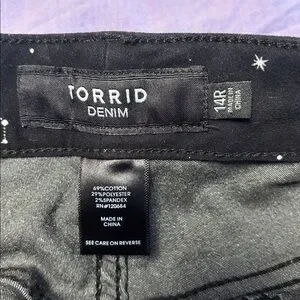 TORRID
DENIM
14R
MADE IN
CHINA
69%COTTON
29%POLYESTER
2%SPANDEX
RN#120684
MADE IN
CHINA
SEE CARE ON REVERSE